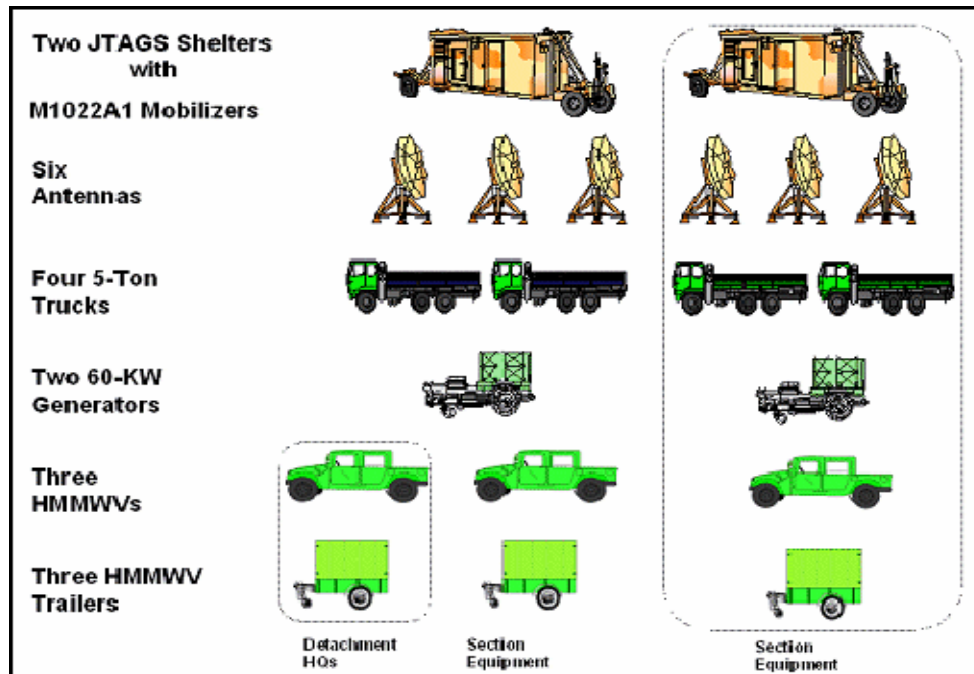 Two JTAGS Shelters
with
M1022A1 Mobilizers
Six
Antennas
Four 5-Ton
Trucks
Two 60-KW
Generators
Three
HMMWVs
Three HMMWV
Trailers
Detachment
HQs
Section
Equipment
Section
Equipment